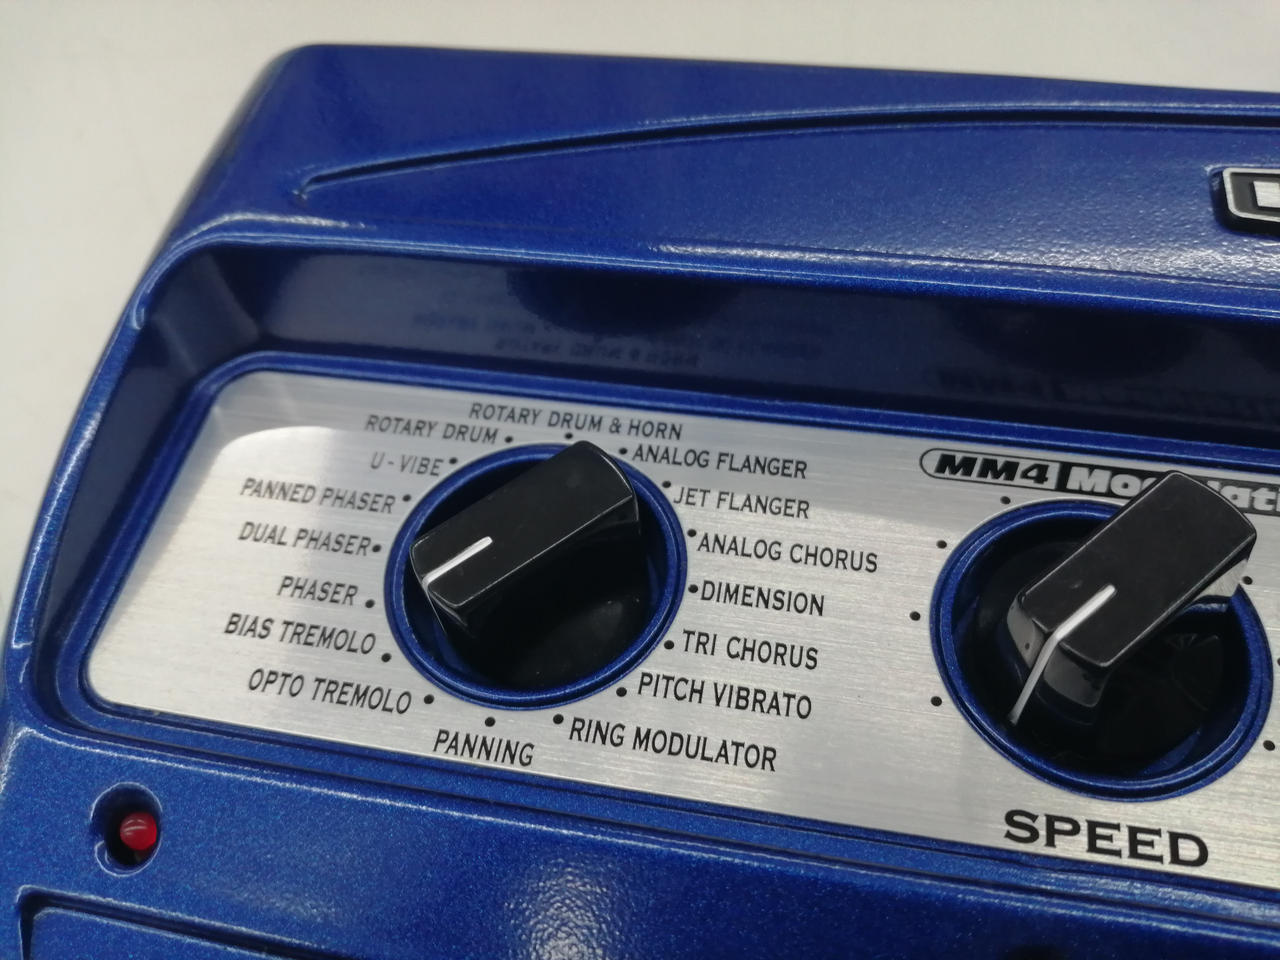 ROTARY DRUM & HORN
ROTARY DRUM
ANALOG FLANGER
U-VIBE
JET FLANGER
PANNED PHASER
ANALOG CHORUS
DUAL PHASER
DIMENSION
PHASER
TRI CHORUS
BIAS TREMOLO
PITCH VIBRATO
OPTO TREMOLO
RING MODULATOR
PANNING
MM4
SPEED